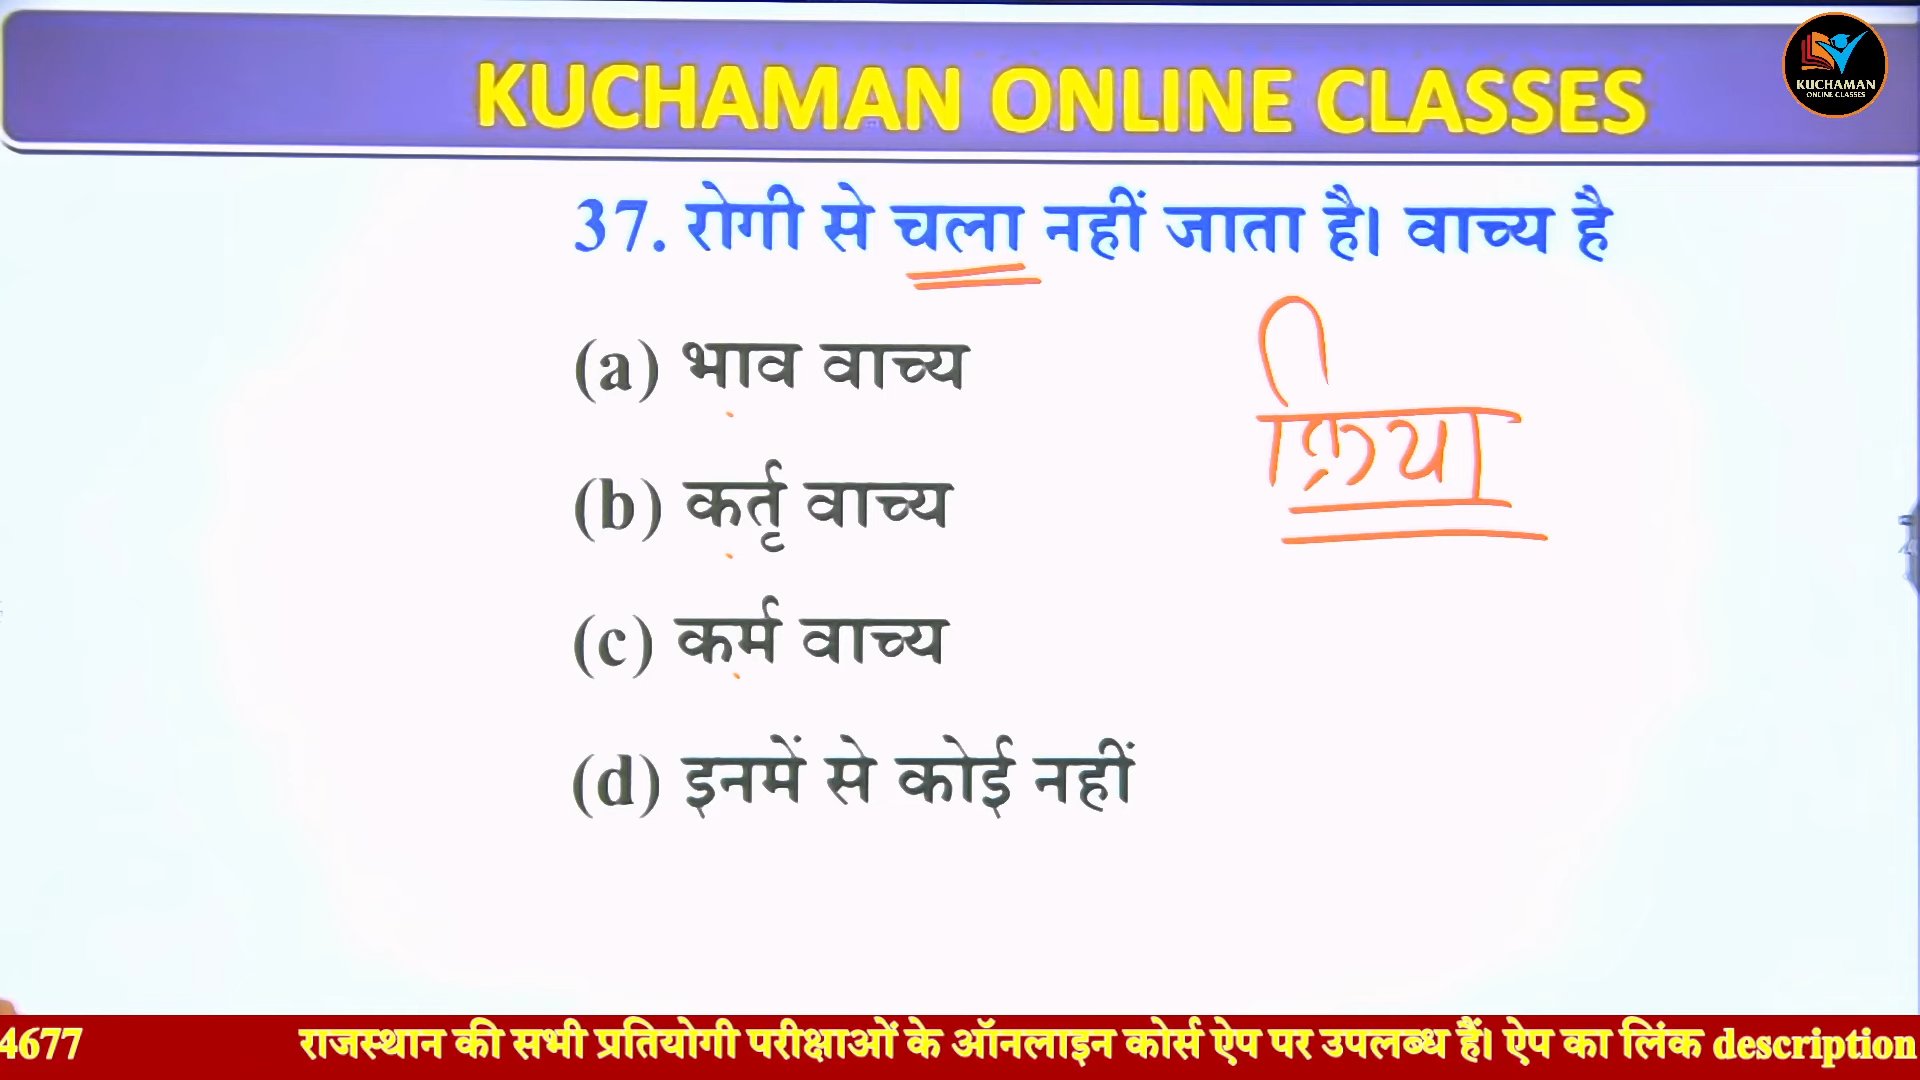 KUCHAMAN ONLINE CLASSES
KUCHAMAN
ONLINE CLASSES
37. रोगी से चला नहीं जाता है। वाच्य है
(a) भाव वाच्य
क्रिया
(b) कर्तृ वाच्य
(c) कर्म वाच्य
(d) इनमें से कोई नहीं
4677 राजस्थान की सभी प्रतियोगी परीक्षाओं के ऑनलाइन कोर्स ऐप पर उपलब्ध हैं। ऐप का लिंक description